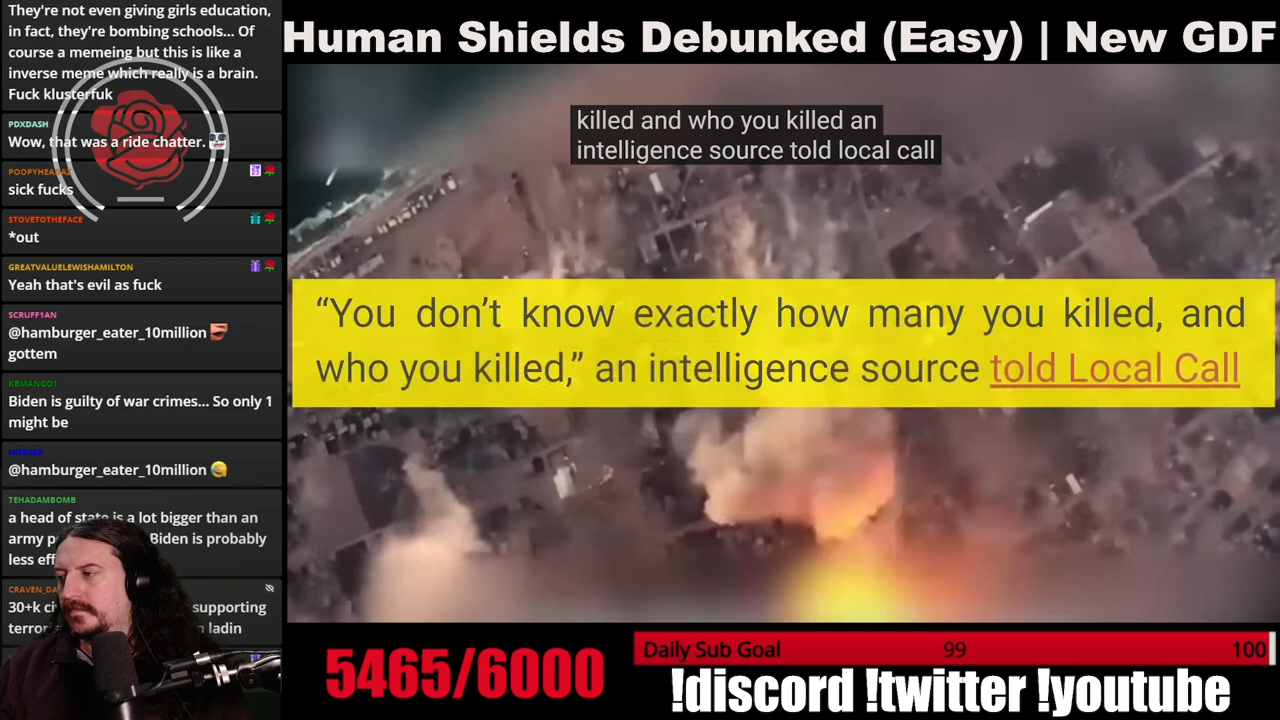 They're not even giving girls education,
in fact, they're bombing schools... Of
course a memeing but this is like a
inverse meme which really is a brain.
Fuck klusterfuk
PDXDASH
Wow, that was a ride chatter.
sick fucks
STOVETOTHEFACE
*out
GREATVALUELEWISHAMILTON
Yeah that's evil as fuck
SCRUFF1AN
@hamburger_eater_10million
gottem
KBMANGO1
Biden is guilty of war crimes... So only 1
might be
@hamburger_eater_10million
TEHADAMBOMB
a head of state is a lot bigger than an
army Biden is probably
less
CRAVEN_DA
30+k supporting
Human Shields Debunked (Easy) | New GDF
killed and who you killed an
intelligence source told local call
“You don’t know exactly how many you killed, and
who you killed,” an intelligence source told Local Call
5465/6000
Daily Sub Goal 99 100
!discord !twitter !youtube